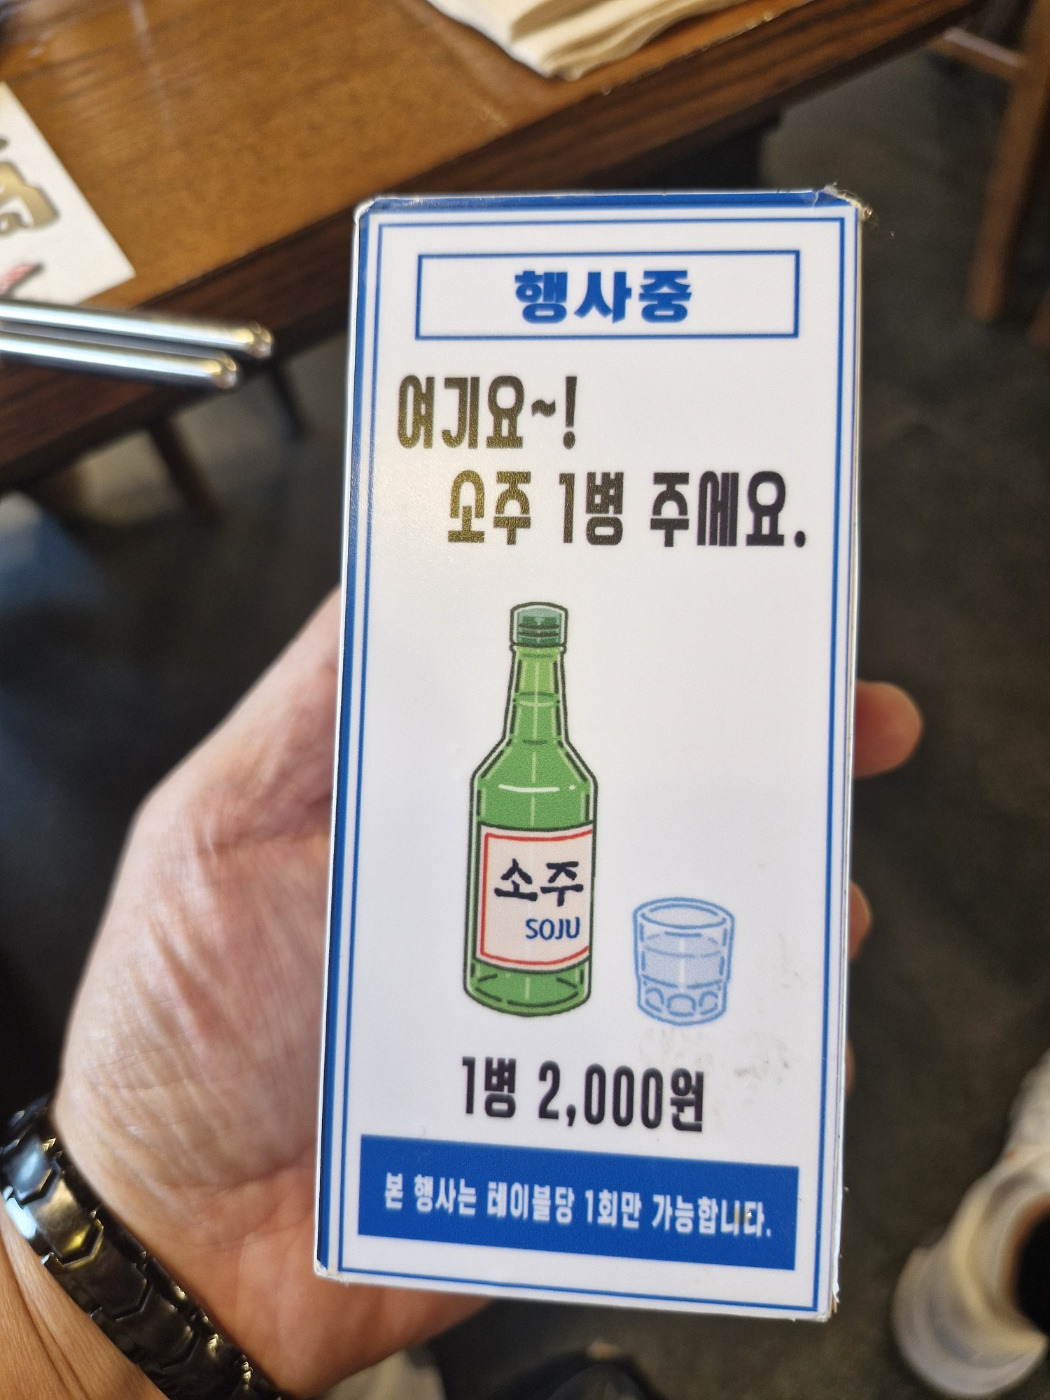 행사중
여기요~!
소주 1병 주세요.
소주
SOJU
1병 2,000원
본 행사는 테이블당 1회만 가능합니다.